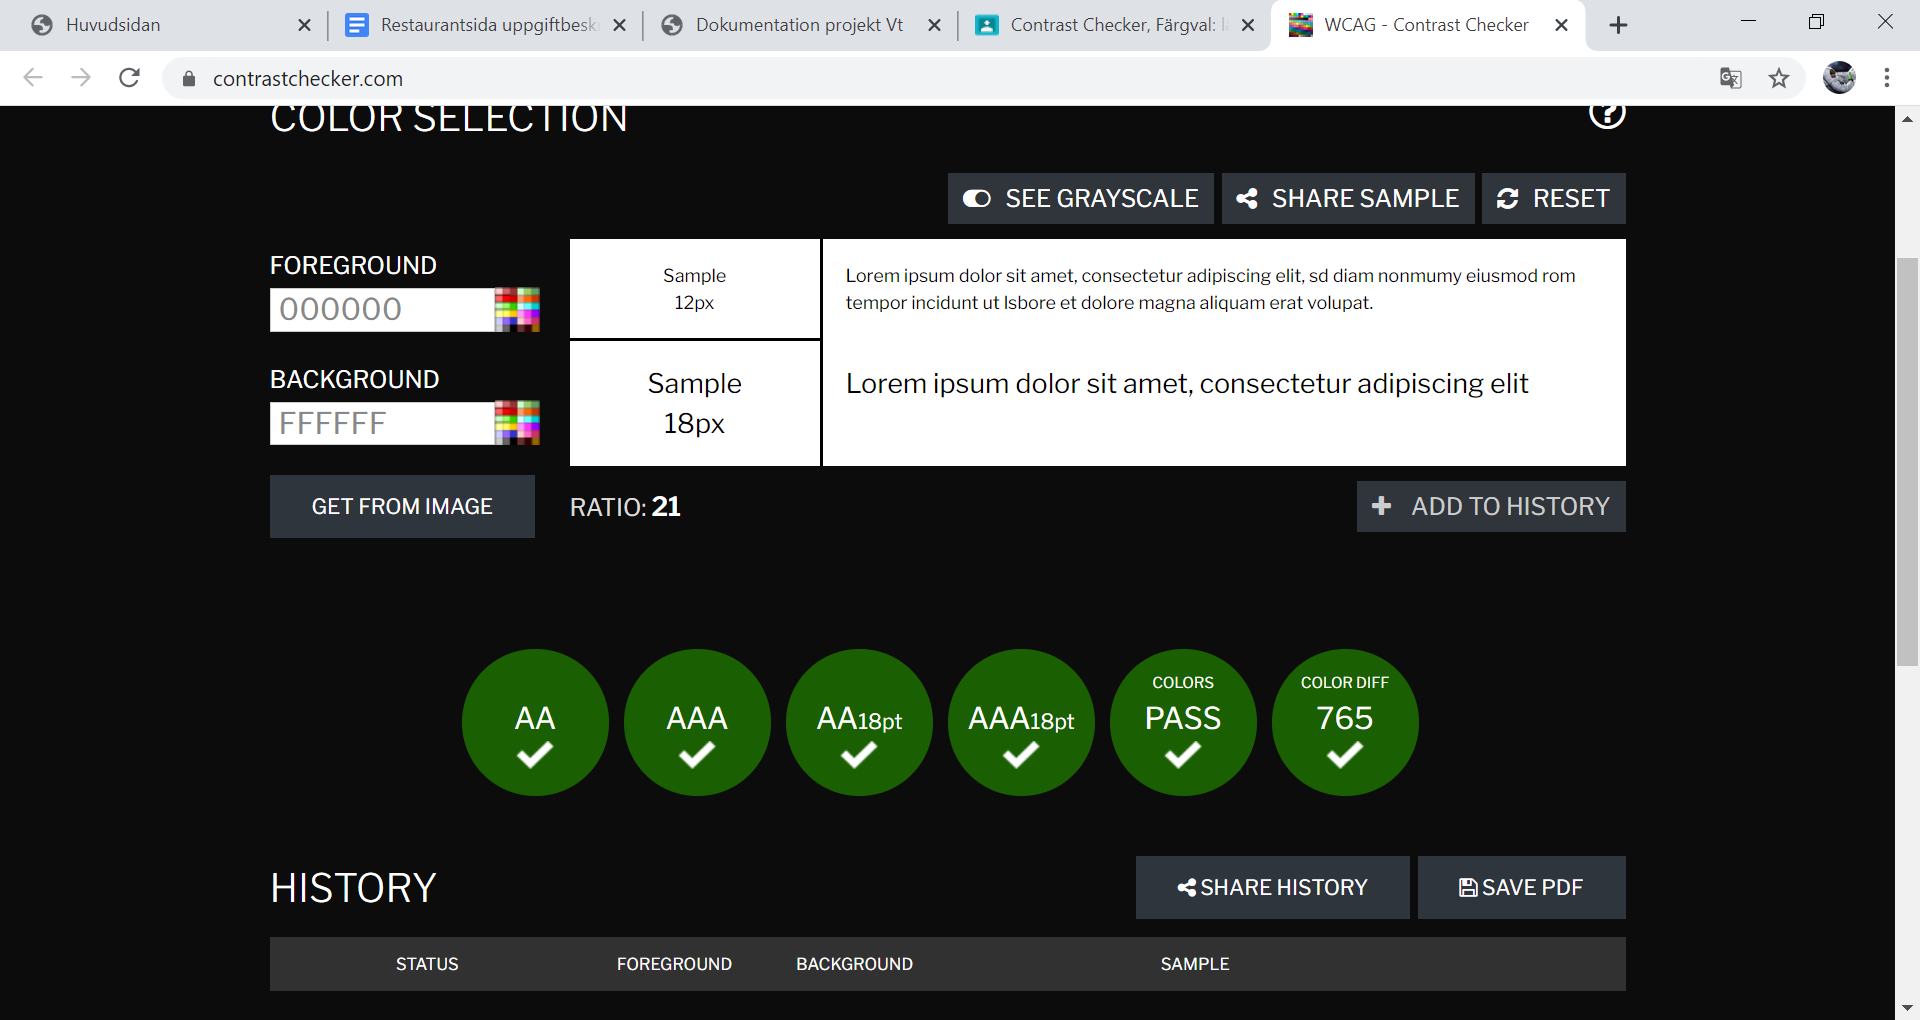 Huvudsidan
Restaurantsida uppgiftbesk
Dokumentation projekt Vt
Contrast Checker, Färgval: l
WCAG - Contrast Checker
contrastchecker.com
COLOR SELECTION
SEE GRAYSCALE
SHARE SAMPLE
RESET
FOREGROUND
000000
BACKGROUND
FFFFFF
GET FROM IMAGE
Sample
12px
Lorem ipsum dolor sit amet, consectetur adipiscing elit, sd diam nonmumy eiusmod rom
tempor incidunt ut lsbore et dolore magna aliquam erat volupat.
Sample
18px
Lorem ipsum dolor sit amet, consectetur adipiscing elit
RATIO: 21
ADD TO HISTORY
AA
AAA
AA18pt
AAA18pt
COLORS
PASS
COLOR DIFF
765
HISTORY
SHARE HISTORY
SAVE PDF
STATUS
FOREGROUND
BACKGROUND
SAMPLE